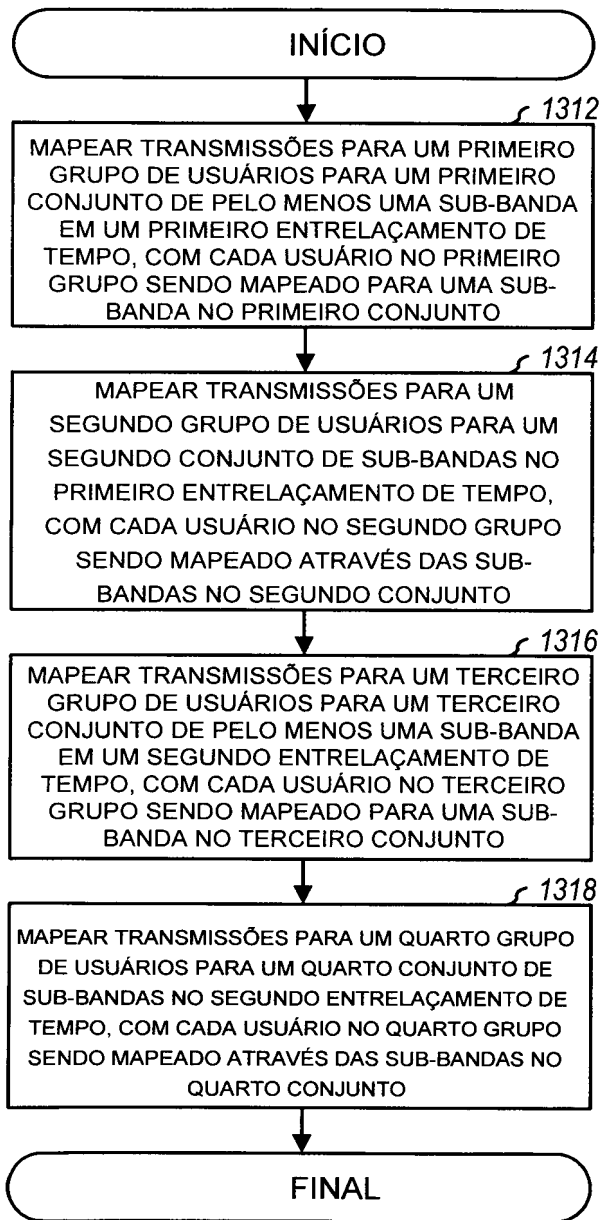 INÍCIO
1312
MAPEAR TRANSMISSÕES PARA UM PRIMEIRO
GRUPO DE USUÁRIOS PARA UM PRIMEIRO
CONJUNTO DE PELO MENOS UMA SUB-BANDA
EM UM PRIMEIRO ENTRELAÇAMENTO DE
TEMPO, COM CADA USUÁRIO NO PRIMEIRO
GRUPO SENDO MAPEADO PARA UMA SUB-
BANDA NO PRIMEIRO CONJUNTO
1314
MAPEAR TRANSMISSÕES PARA UM
SEGUNDO GRUPO DE USUÁRIOS PARA UM
SEGUNDO CONJUNTO DE SUB-BANDAS NO
PRIMEIRO ENTRELAÇAMENTO DE TEMPO,
COM CADA USUÁRIO NO SEGUNDO GRUPO
SENDO MAPEADO ATRAVÉS DAS SUB-
BANDAS NO SEGUNDO CONJUNTO
1316
MAPEAR TRANSMISSÕES PARA UM TERCEIRO
GRUPO DE USUÁRIOS PARA UM TERCEIRO
CONJUNTO DE PELO MENOS UMA SUB-BANDA
EM UM SEGUNDO ENTRELAÇAMENTO DE
TEMPO, COM CADA USUÁRIO NO TERCEIRO
GRUPO SENDO MAPEADO PARA UMA SUB-
BANDA NO TERCEIRO CONJUNTO
1318
MAPEAR TRANSMISSÕES PARA UM QUARTO GRUPO
DE USUÁRIOS PARA UM QUARTO CONJUNTO DE
SUB-BANDAS NO SEGUNDO ENTRELAÇAMENTO DE
TEMPO, COM CADA USUÁRIO NO QUARTO GRUPO
SENDO MAPEADO ATRAVÉS DAS SUB-BANDAS NO
QUARTO CONJUNTO
FINAL